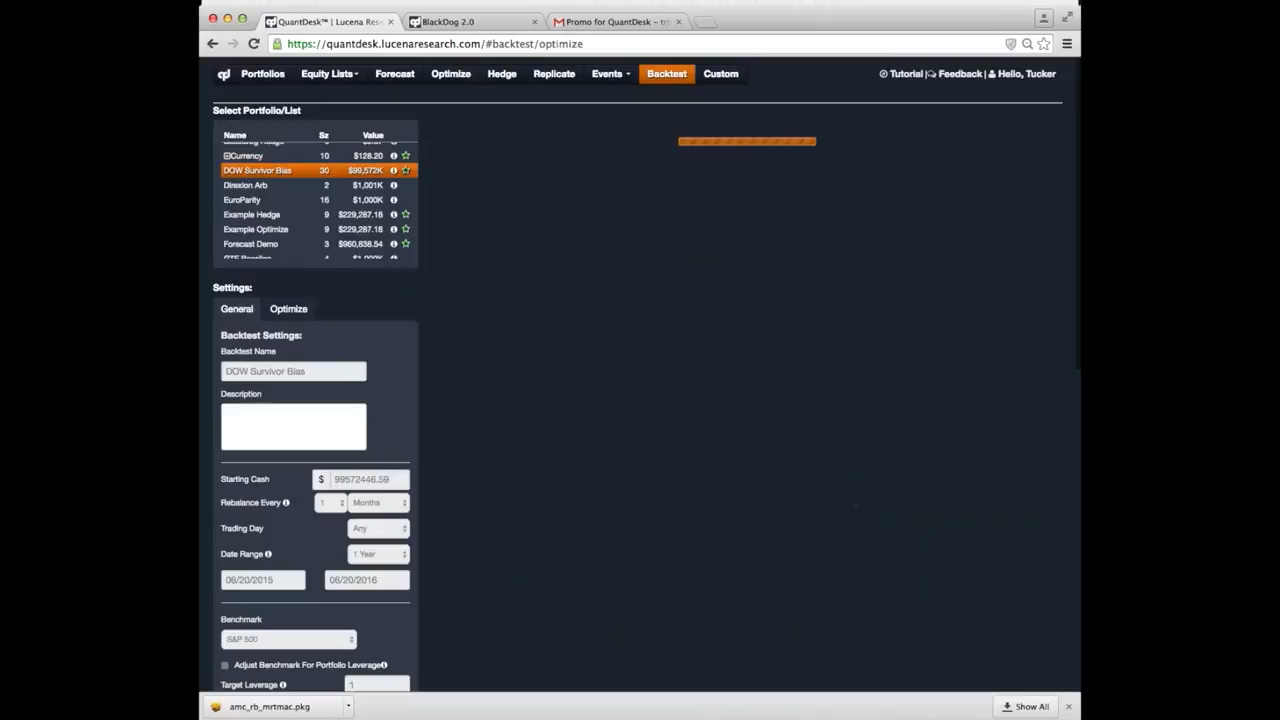 QuantDesk™ | Lucena Rese
BlackDog 2.0
Promo for QuantDesk - tr
https://quantdesk.lucenaresearch.com/#backtest/optimize
Portfolios Equity Lists Forecast Optimize Hedge Replicate Events Backtest Custom
Tutorial | Feedback | Hello, Tucker
Select Portfolio/List
Name Sz Value
Currency 10 $128.20
DOW Survivor Bias 30 $99,572K
Direxion Arb 2 $1,001K
EuroParity 16 $1,000K
Example Hedge 9 $229,287.18
Example Optimize 9 $229,287.18
Forecast Demo 3 $960,838.54
Settings:
General Optimize
Backtest Settings:
Backtest Name
DOW Survivor Bias
Description
Starting Cash $ 99572446.59
Rebalance Every 1 Months
Trading Day Any
Date Range 1 Year
06/20/2015 06/20/2016
Benchmark
S&P 500
Adjust Benchmark For Portfolio Leverage
Target Leverage 1
amc_rb_mrtmac.pkg
Show All